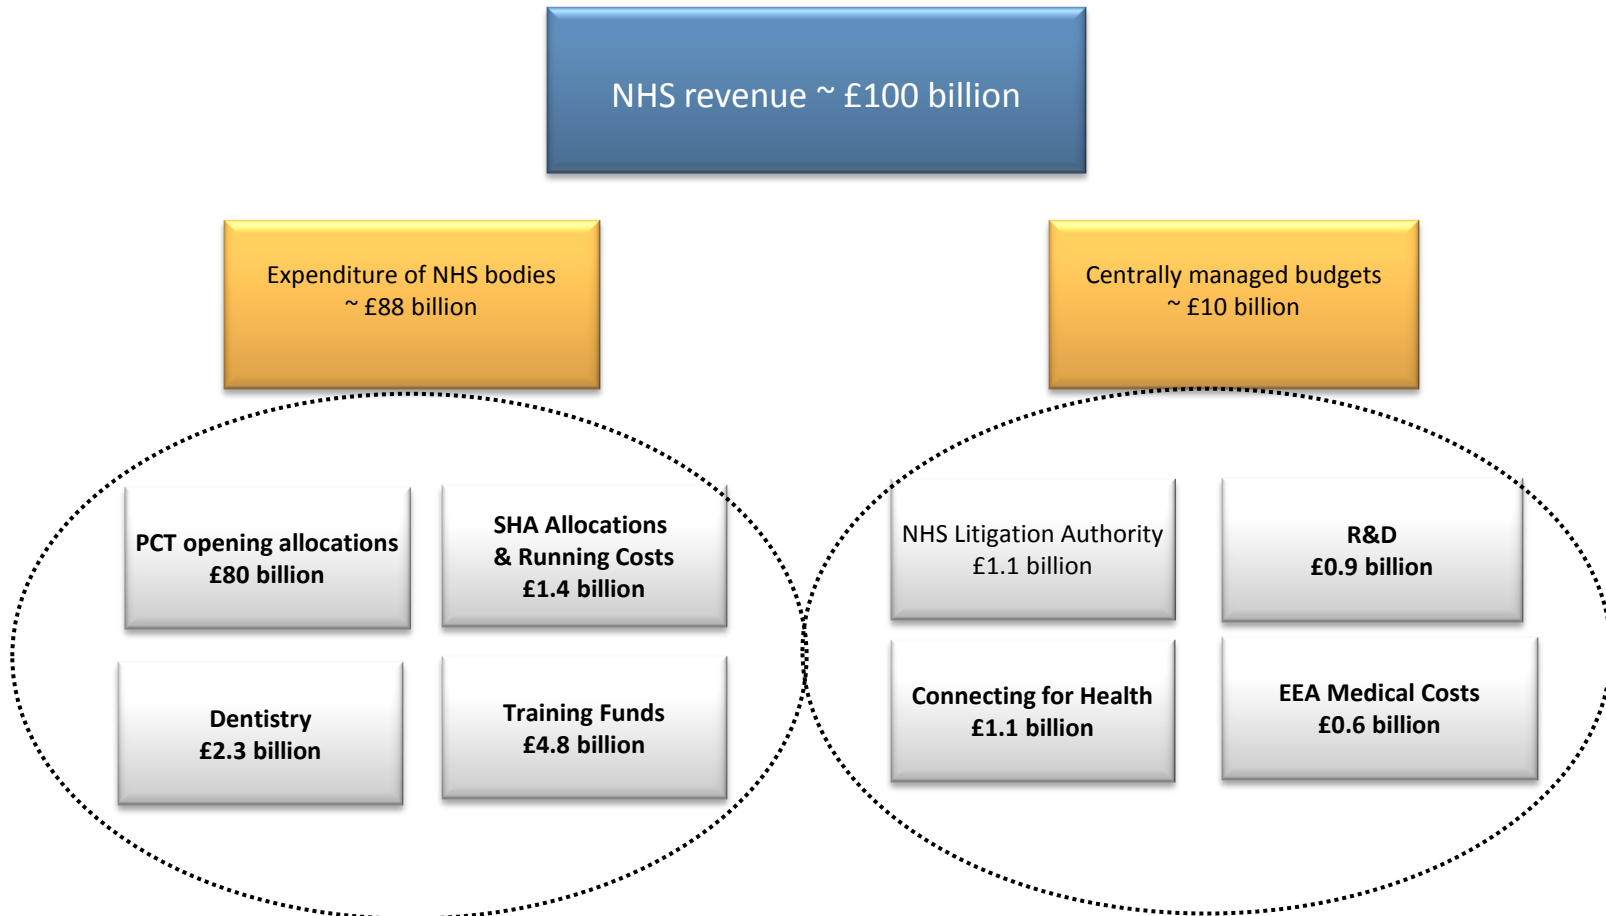 NHS revenue ~ £100 billion
Expenditure of NHS bodies
~ £88 billion
Centrally managed budgets
~ £10 billion
PCT opening allocations
£80 billion
SHA Allocations
& Running Costs
£1.4 billion
NHS Litigation Authority
£1.1 billion
R&D
£0.9 billion
Dentistry
£2.3 billion
Training Funds
£4.8 billion
Connecting for Health
£1.1 billion
EEA Medical Costs
£0.6 billion